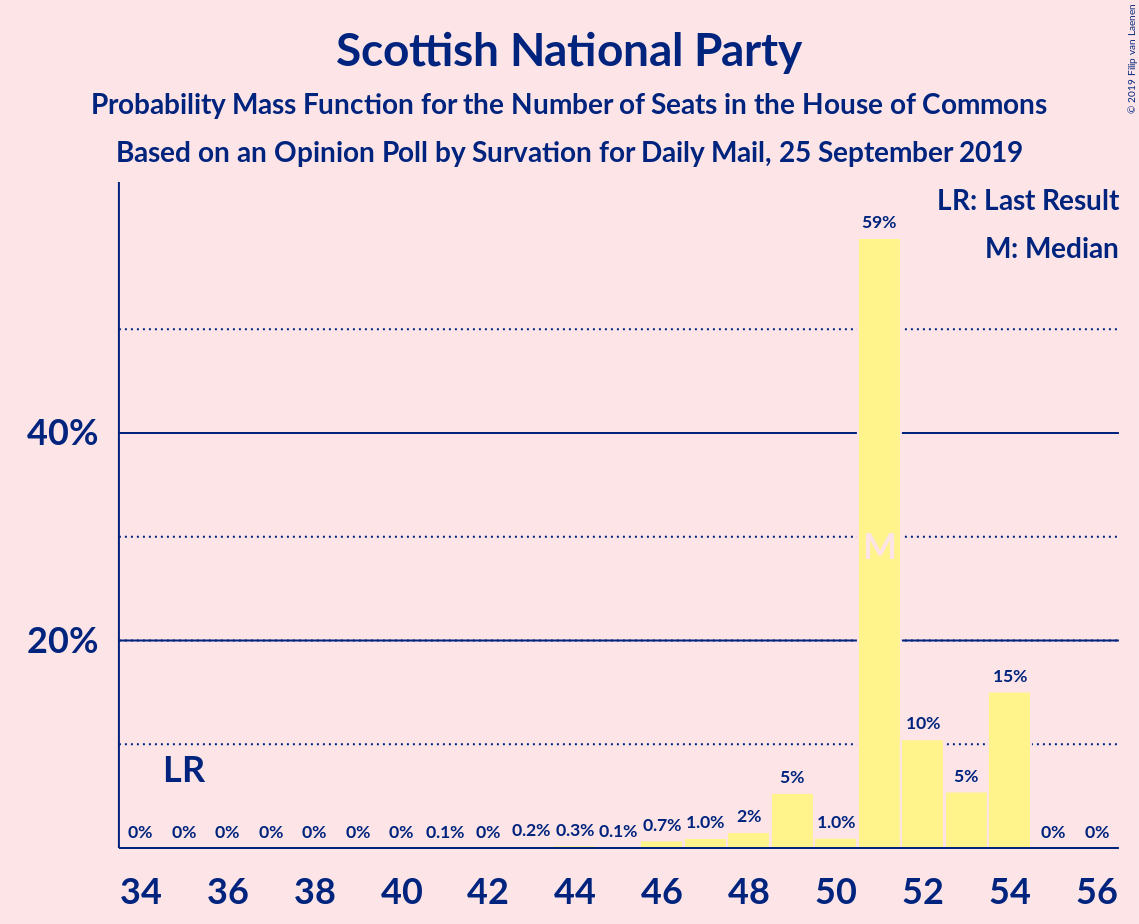 Scottish National Party
Probability Mass Function for the Number of Seats in the House of Commons
Based on an Opinion Poll by Survation for Daily Mail, 25 September 2019
© 2019 Filip van Laenen
LR: Last Result
M: Median
40%
20%
LR
M
0% 0% 0% 0% 0% 0% 0% 0.1% 0% 0.2% 0.3% 0.1% 0.7% 1.0% 2% 5% 1.0% 59% 10% 5% 15% 0% 0%
34 36 38 40 42 44 46 48 50 52 54 56